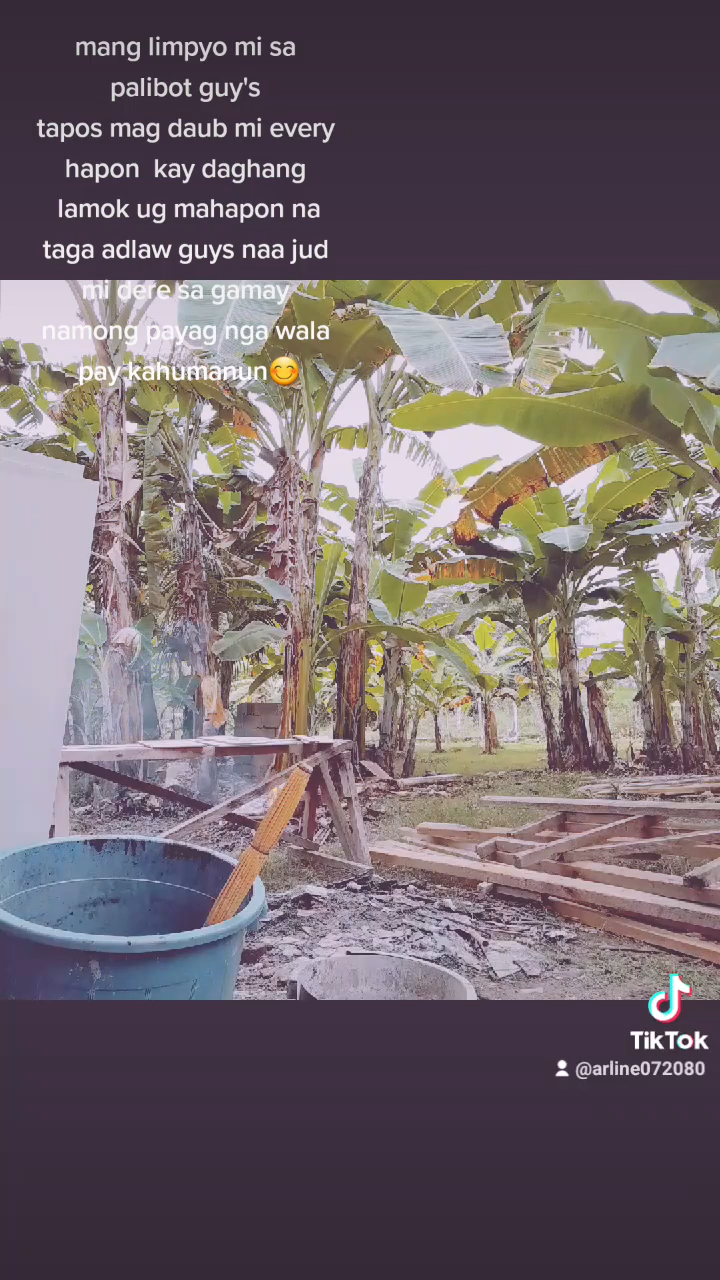 mang limpyo mi sa
palibot guy's
tapos mag daub mi every
hapon kay daghang
lamok ug mahapon na
taga adlaw guys naa jud
mi dere sa gamay
namong payag nga wala
pay kahumanun😊
TikTok
@arline072080